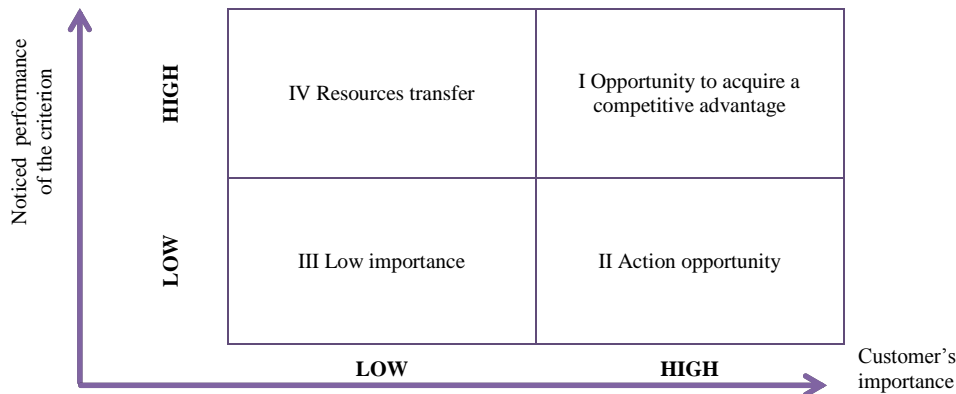 Noticed performance
of the criterion
HIGH
IV Resources transfer
I Opportunity to acquire a
competitive advantage
LOW
III Low importance
II Action opportunity
LOW
HIGH
Customer’s
importance